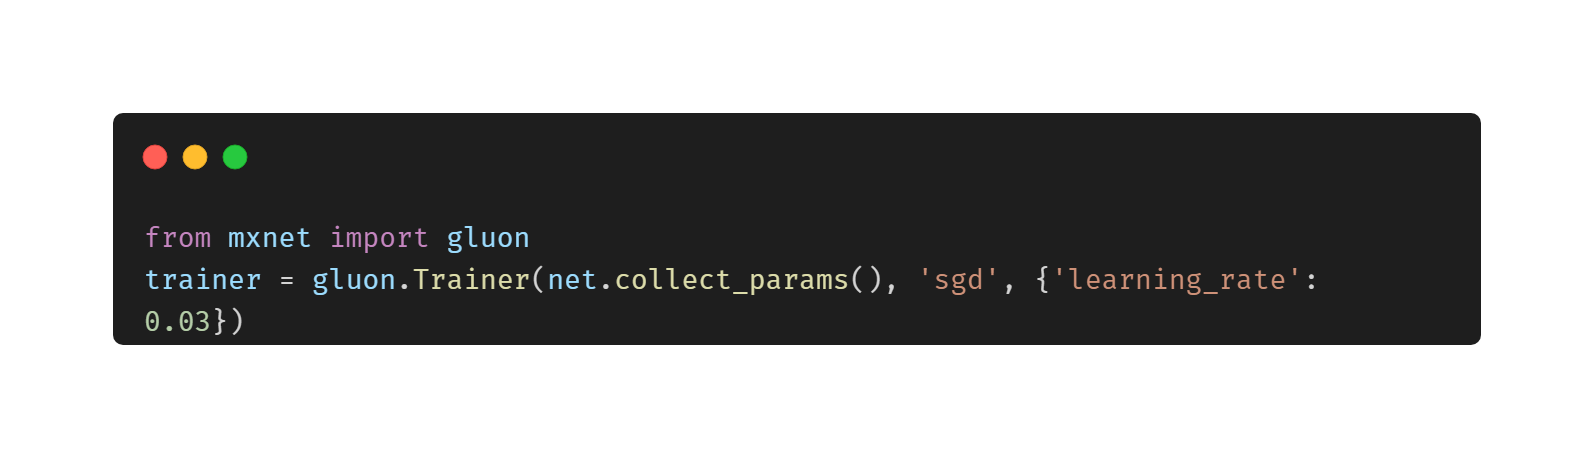 from mxnet import gluon
trainer = gluon.Trainer(net.collect_params(), 'sgd', {'learning_rate':
0.03})